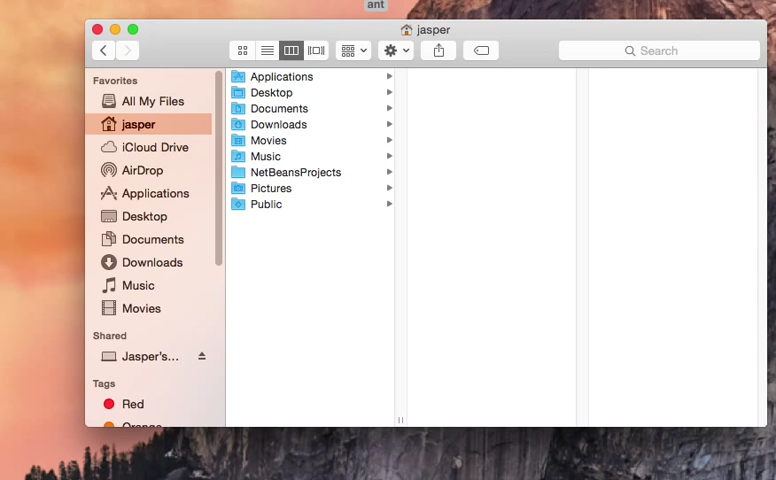 ant
jasper
Search
Favorites
All My Files
jasper
iCloud Drive
AirDrop
Applications
Desktop
Documents
Downloads
Music
Movies
Shared
Jasper's...
Tags
Red
Orange
Applications
Desktop
Documents
Downloads
Movies
Music
NetBeansProjects
Pictures
Public